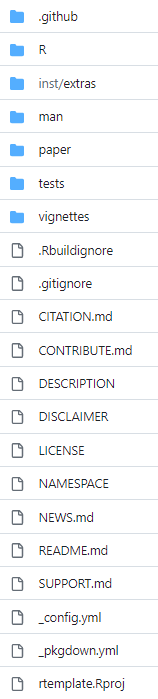 .github
R
inst/extras
man
paper
tests
vignettes
.Rbuildignore
.gitignore
CITATION.md
CONTRIBUTE.md
DESCRIPTION
DISCLAIMER
LICENSE
NAMESPACE
NEWS.md
README.md
SUPPORT.md
_config.yml
_pkgdown.yml
rtemplate.Rproj